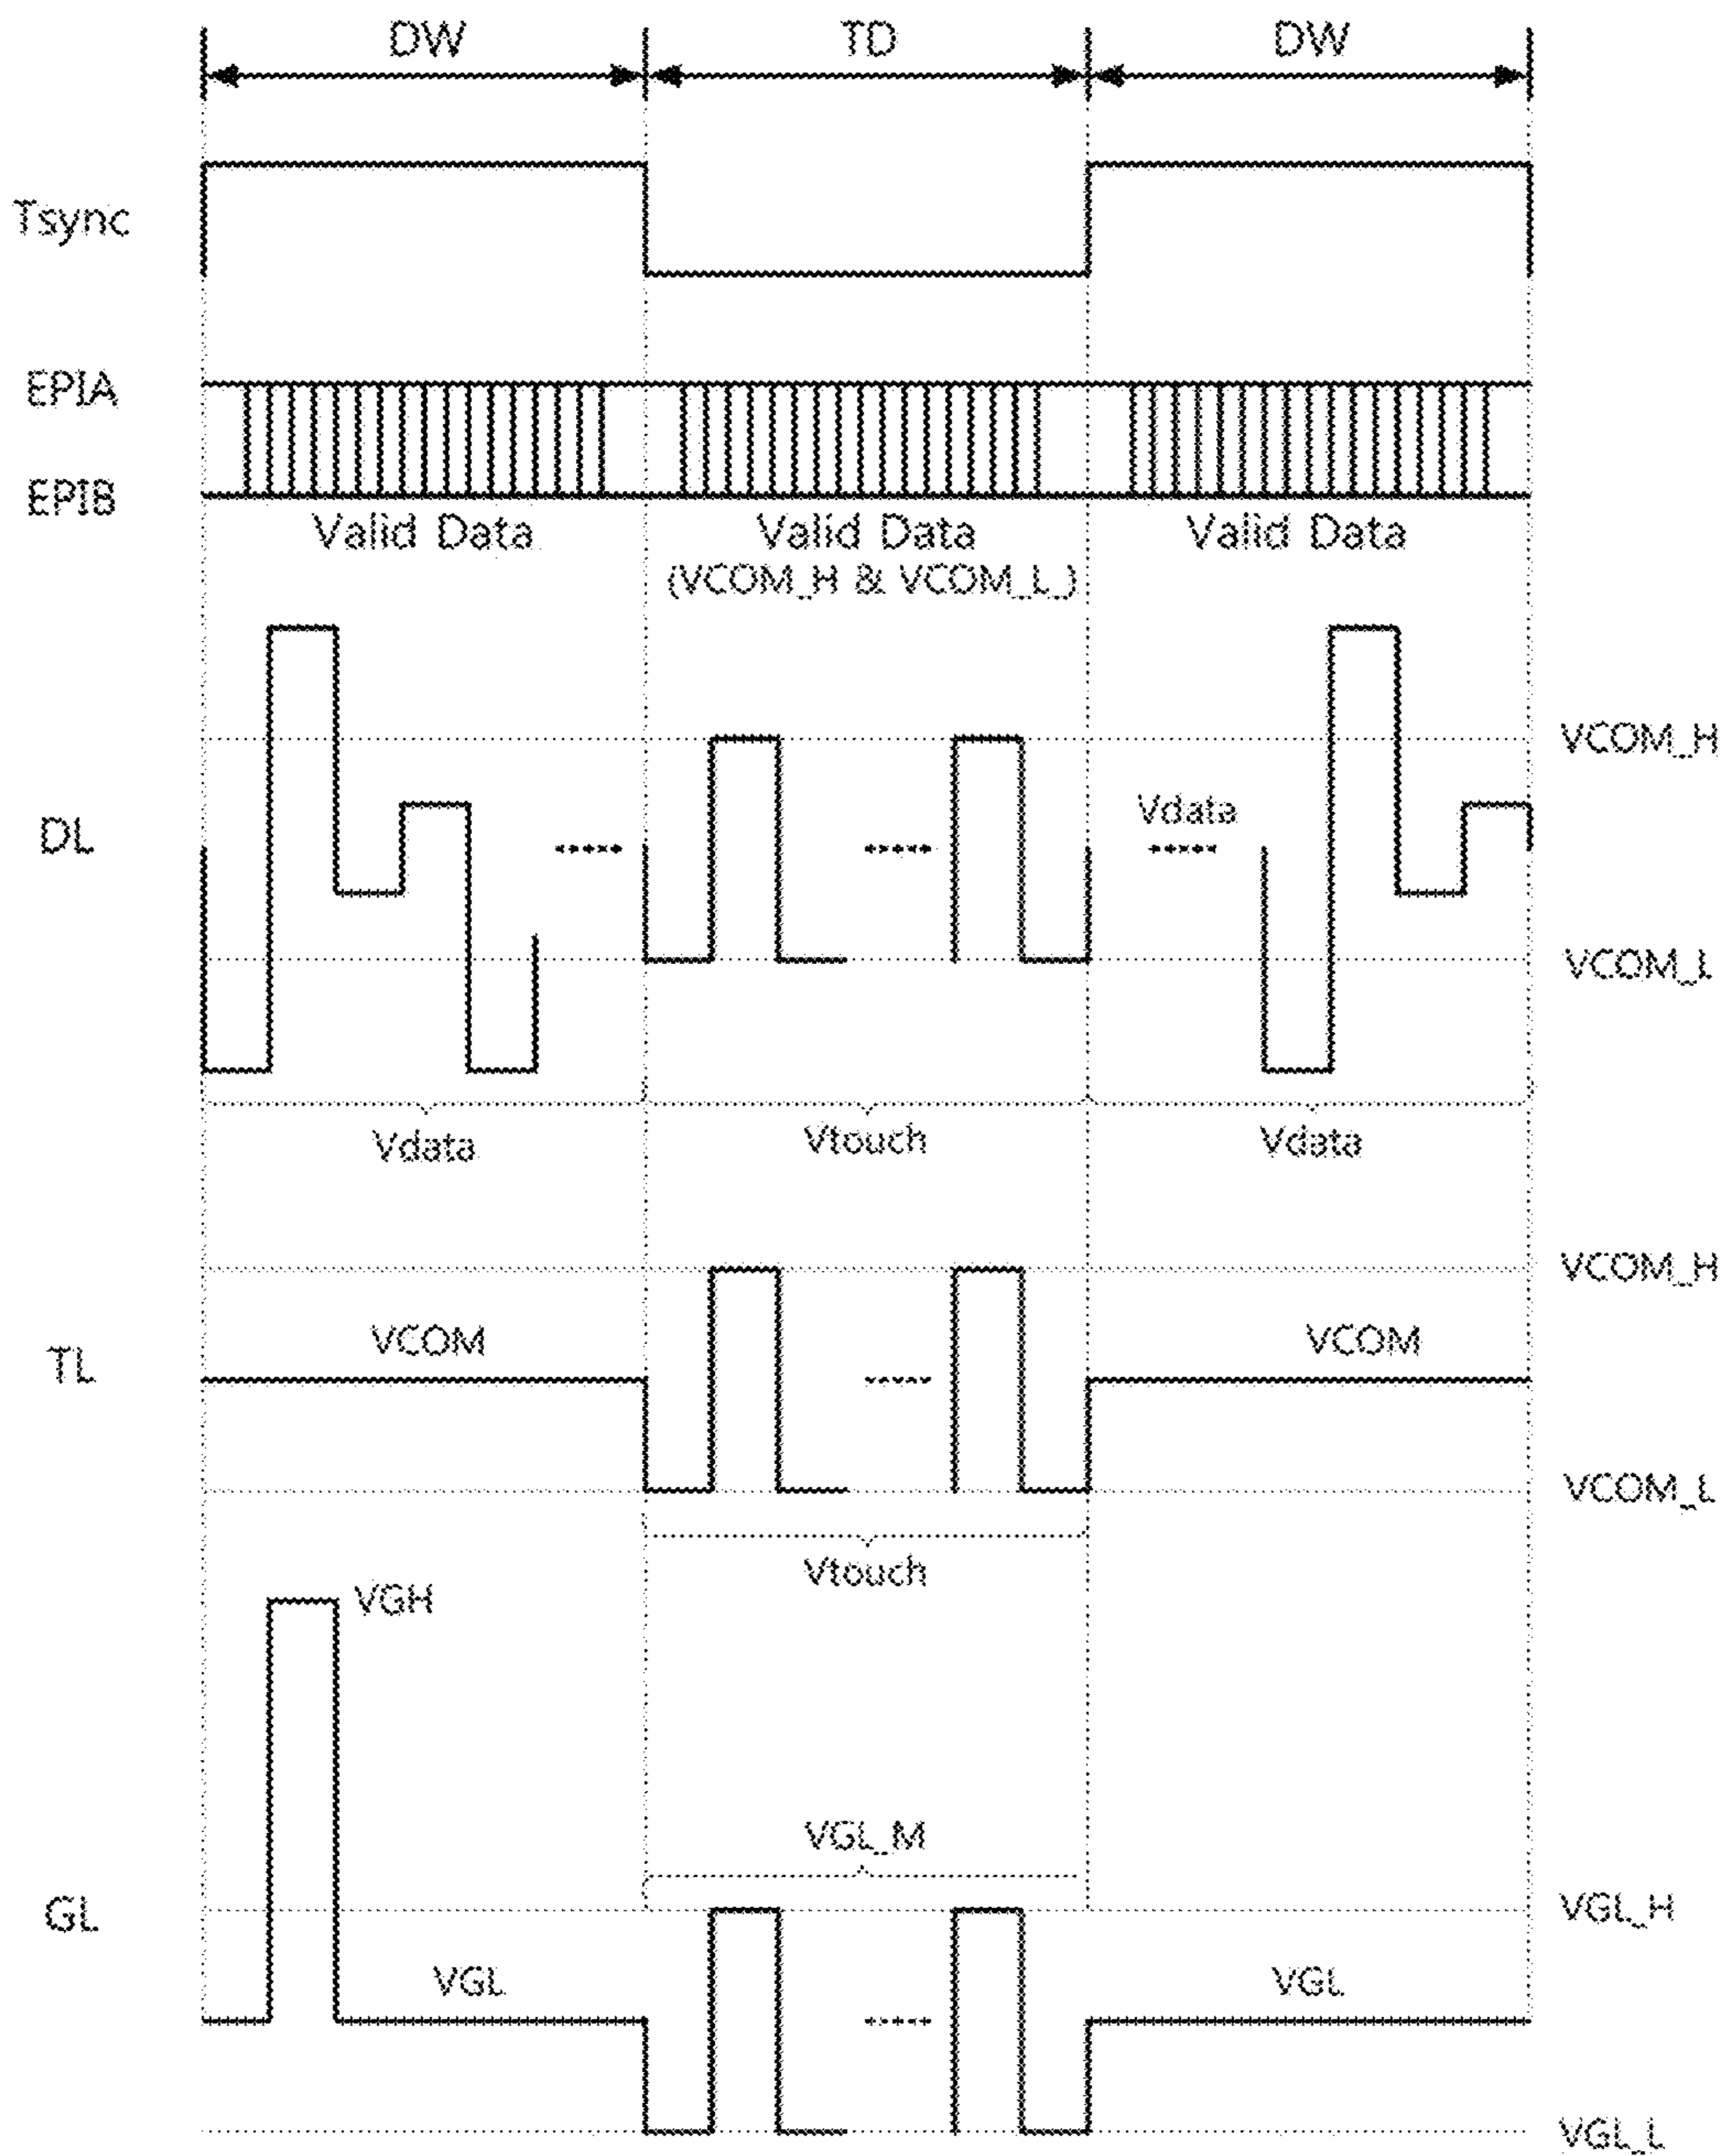 DW TD DW
Tsync
EPIA
EPIB
Valid Data Valid Data Valid Data
(VCOM_H & VCOM_L_)
VCOM_H
Vdata
DL
VCOM_L
Vdata Vtouch Vdata
VCOM_H
VCOM VCOM
TL
VCOM_L
Vtouch
VGH
VGL_M
GL VGL_H
VGL VGL
VGL_L